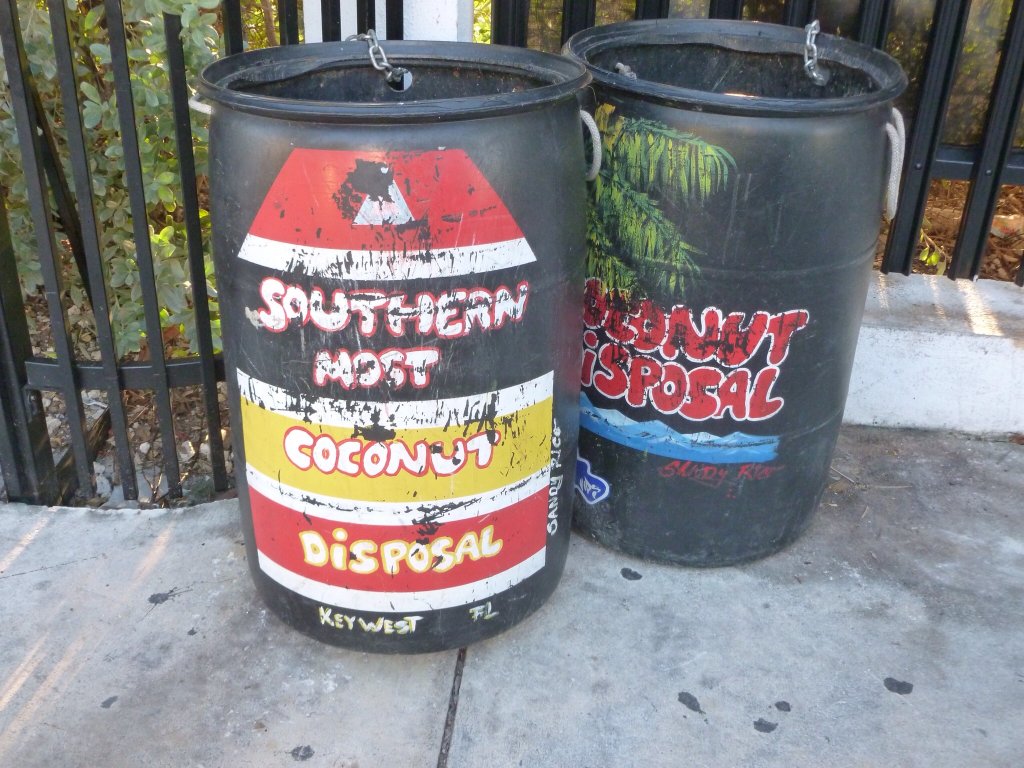 SOUTHERN
MOST
COCONUT
DiSPOSAL
KEY WEST FL
SANDY RICO
COCONUT
DiSPOSAL